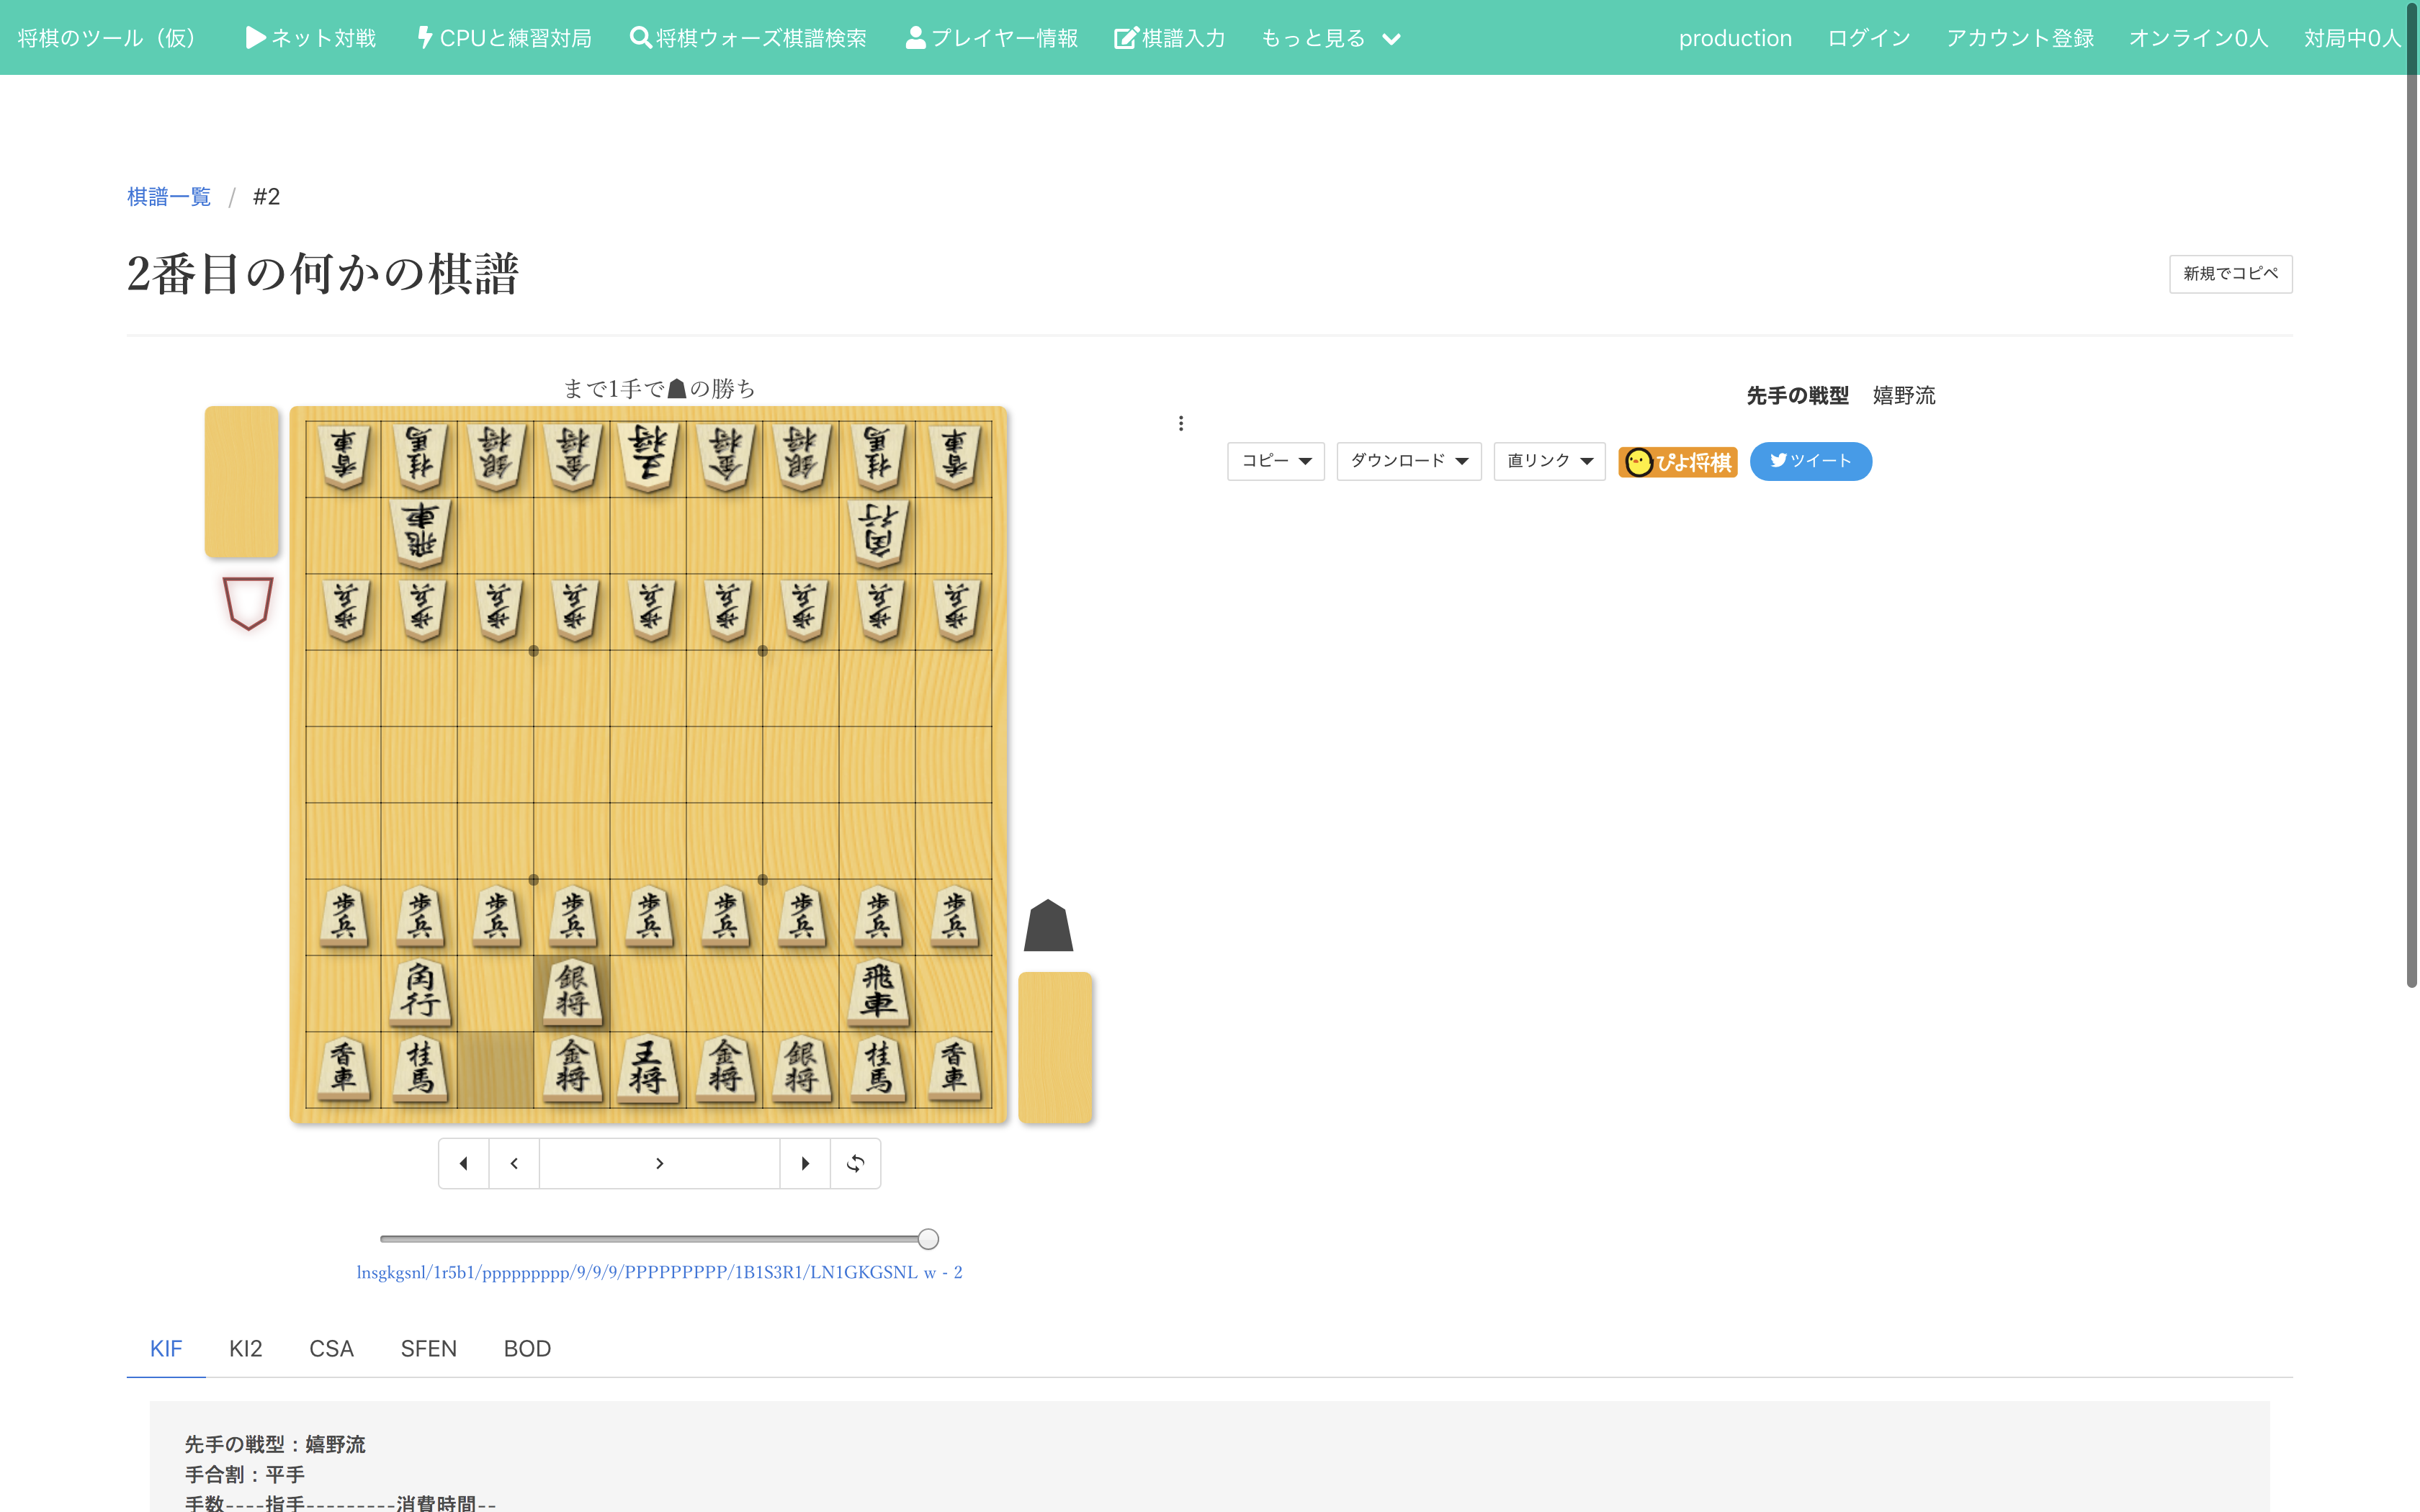 将棋のツール（仮） ネット対戦 CPUと練習対局 将棋ウォーズ棋譜検索 プレイヤー情報 棋譜入力 もっと見る production ログイン アカウント登録 オンライン0人 対局中0人
棋譜一覧 / #2
2番目の何かの棋譜
新規でコピペ
まで1手で☗の勝ち
香車 桂馬 銀将 金将 王将 金将 銀将 桂馬 香車
飛車 角行
歩兵 歩兵 歩兵 歩兵 歩兵 歩兵 歩兵 歩兵 歩兵
歩兵 歩兵 歩兵 歩兵 歩兵 歩兵 歩兵 歩兵 歩兵
角行 銀将 飛車
香車 桂馬 金将 王将 金将 銀将 桂馬 香車
先手の戦型 嬉野流
コピー ダウンロード 直リンク ぴよ将棋 ツイート
lnsgkgsnl/1r5b1/ppppppppp/9/9/9/PPPPPPPPP/1B1S3R1/LN1GKGSNL w - 2
KIF KI2 CSA SFEN BOD
先手の戦型：嬉野流
手合割：平手
手数----指手---------消費時間--